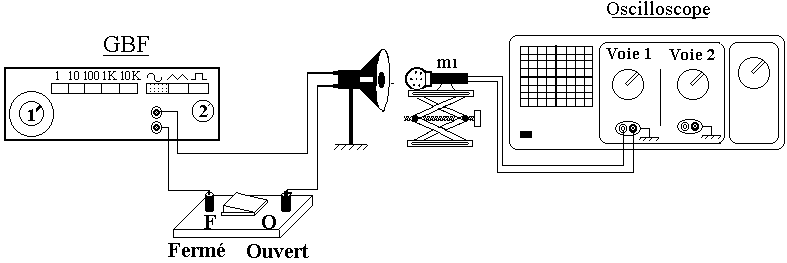 Oscilloscope
GBF
m1
Voie 1 Voie 2
1 10 100 1K 10K
1' 2
F O
Fermé Ouvert